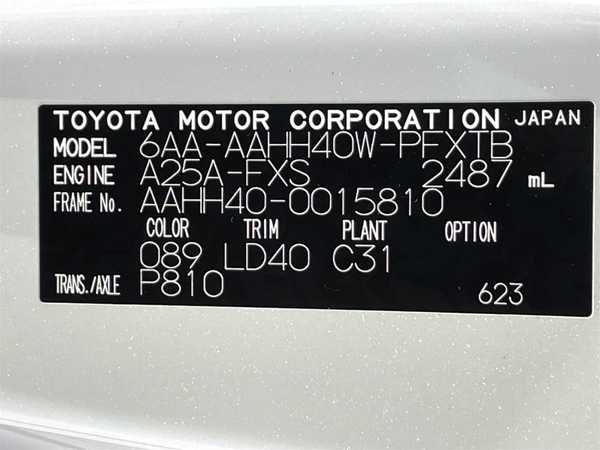 TOYOTA MOTOR CORPORATION JAPAN
MODEL 6AA-AAHH40W-PFXTB
ENGINE A25A-FXS 2487 mL
FRAME No. AAHH40-0015810
COLOR TRIM PLANT OPTION
089 LD40 C31
TRANS./AXLE P810 623